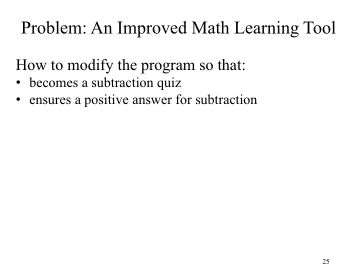 Problem: An Improved Math Learning Tool
How to modify the program so that:
• becomes a subtraction quiz
• ensures a positive answer for subtraction
25